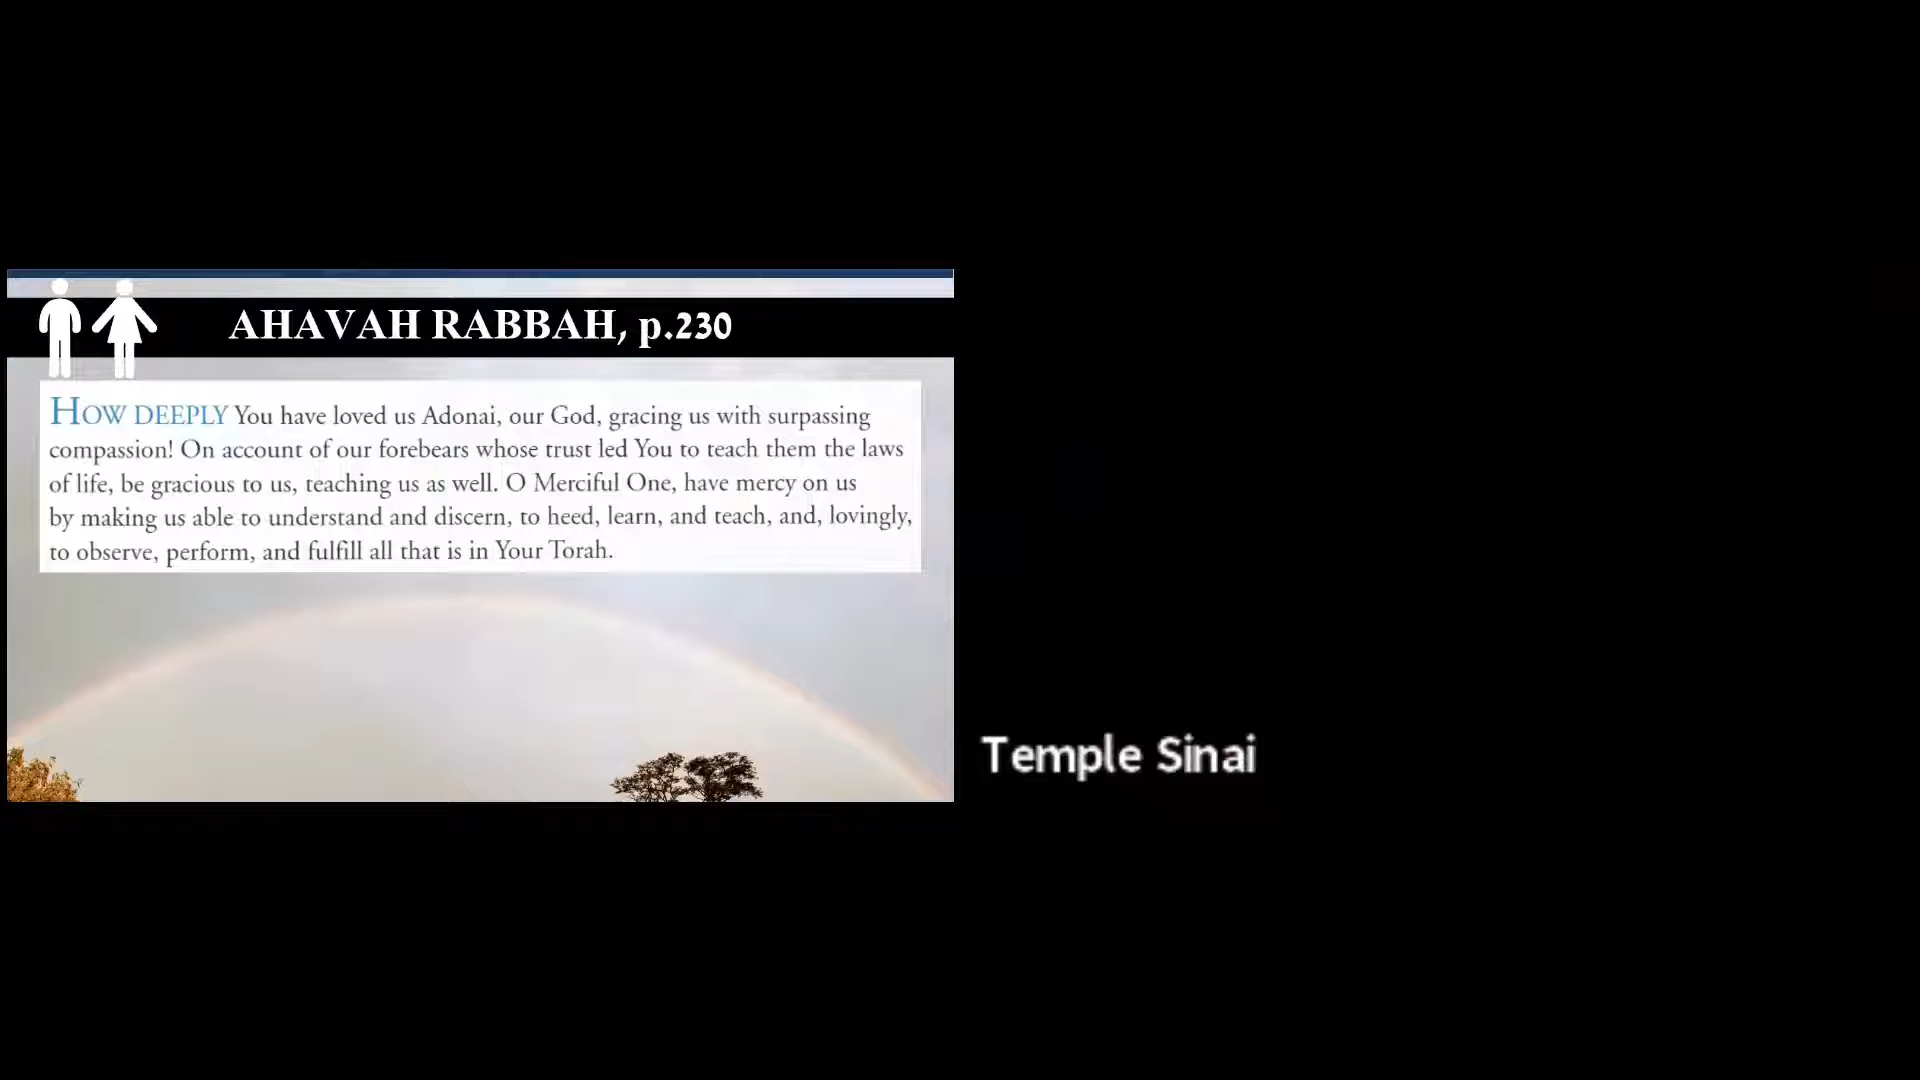 AHAVAH RABBAH, p.230
HOW DEEPLY You have loved us Adonai, our God, gracing us with surpassing
compassion! On account of our forebears whose trust led You to teach them the laws
of life, be gracious to us, teaching us as well. O Merciful One, have mercy on us
by making us able to understand and discern, to heed, learn, and teach, and, lovingly,
to observe, perform, and fulfill all that is in Your Torah.
Temple Sinai